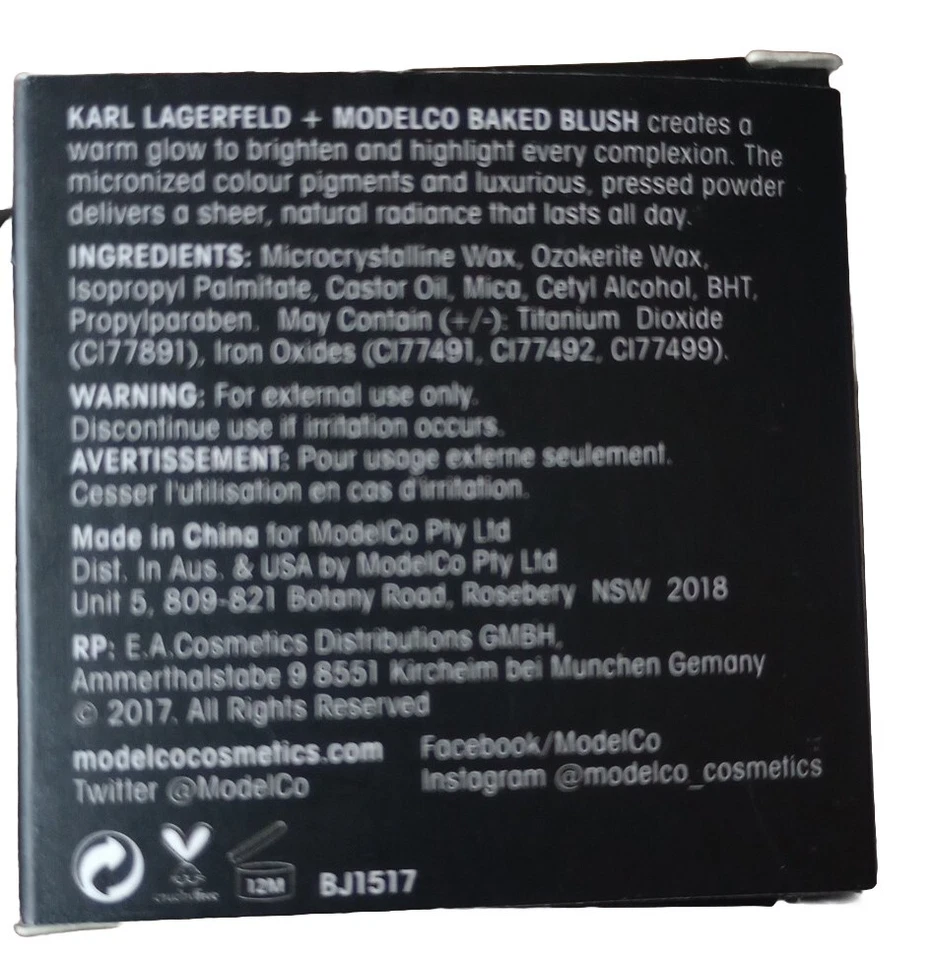 KARL LAGERFELD + MODELCO BAKED BLUSH creates a
warm glow to brighten and highlight every complexion. The
micronized colour pigments and luxurious, pressed powder
delivers a sheer, natural radiance that lasts all day.
INGREDIENTS: Microcrystalline Wax, Ozokerite Wax,
Isopropyl Palmitate, Castor Oil, Mica, Cetyl Alcohol, BHT,
Propylparaben. May Contain (+/-): Titanium Dioxide
(CI77891), Iron Oxides (CI77491, CI77492, CI77499).
WARNING: For external use only.
Discontinue use if irritation occurs.
AVERTISSEMENT: Pour usage externe seulement.
Cesser l'utilisation en cas d'irritation.
Made in China for ModelCo Pty Ltd
Dist. In Aus. & USA by ModelCo Pty Ltd
Unit 5, 809-821 Botany Road, Rosebery NSW 2018
RP: E.A.Cosmetics Distributions GMBH,
Ammerthalstabe 9 8551 Kircheim bei Munchen Gemany
© 2017. All Rights Reserved
modelcocosmetics.com Facebook/ModelCo
Twitter @ModelCo Instagram @modelco_cosmetics
12M BJ1517